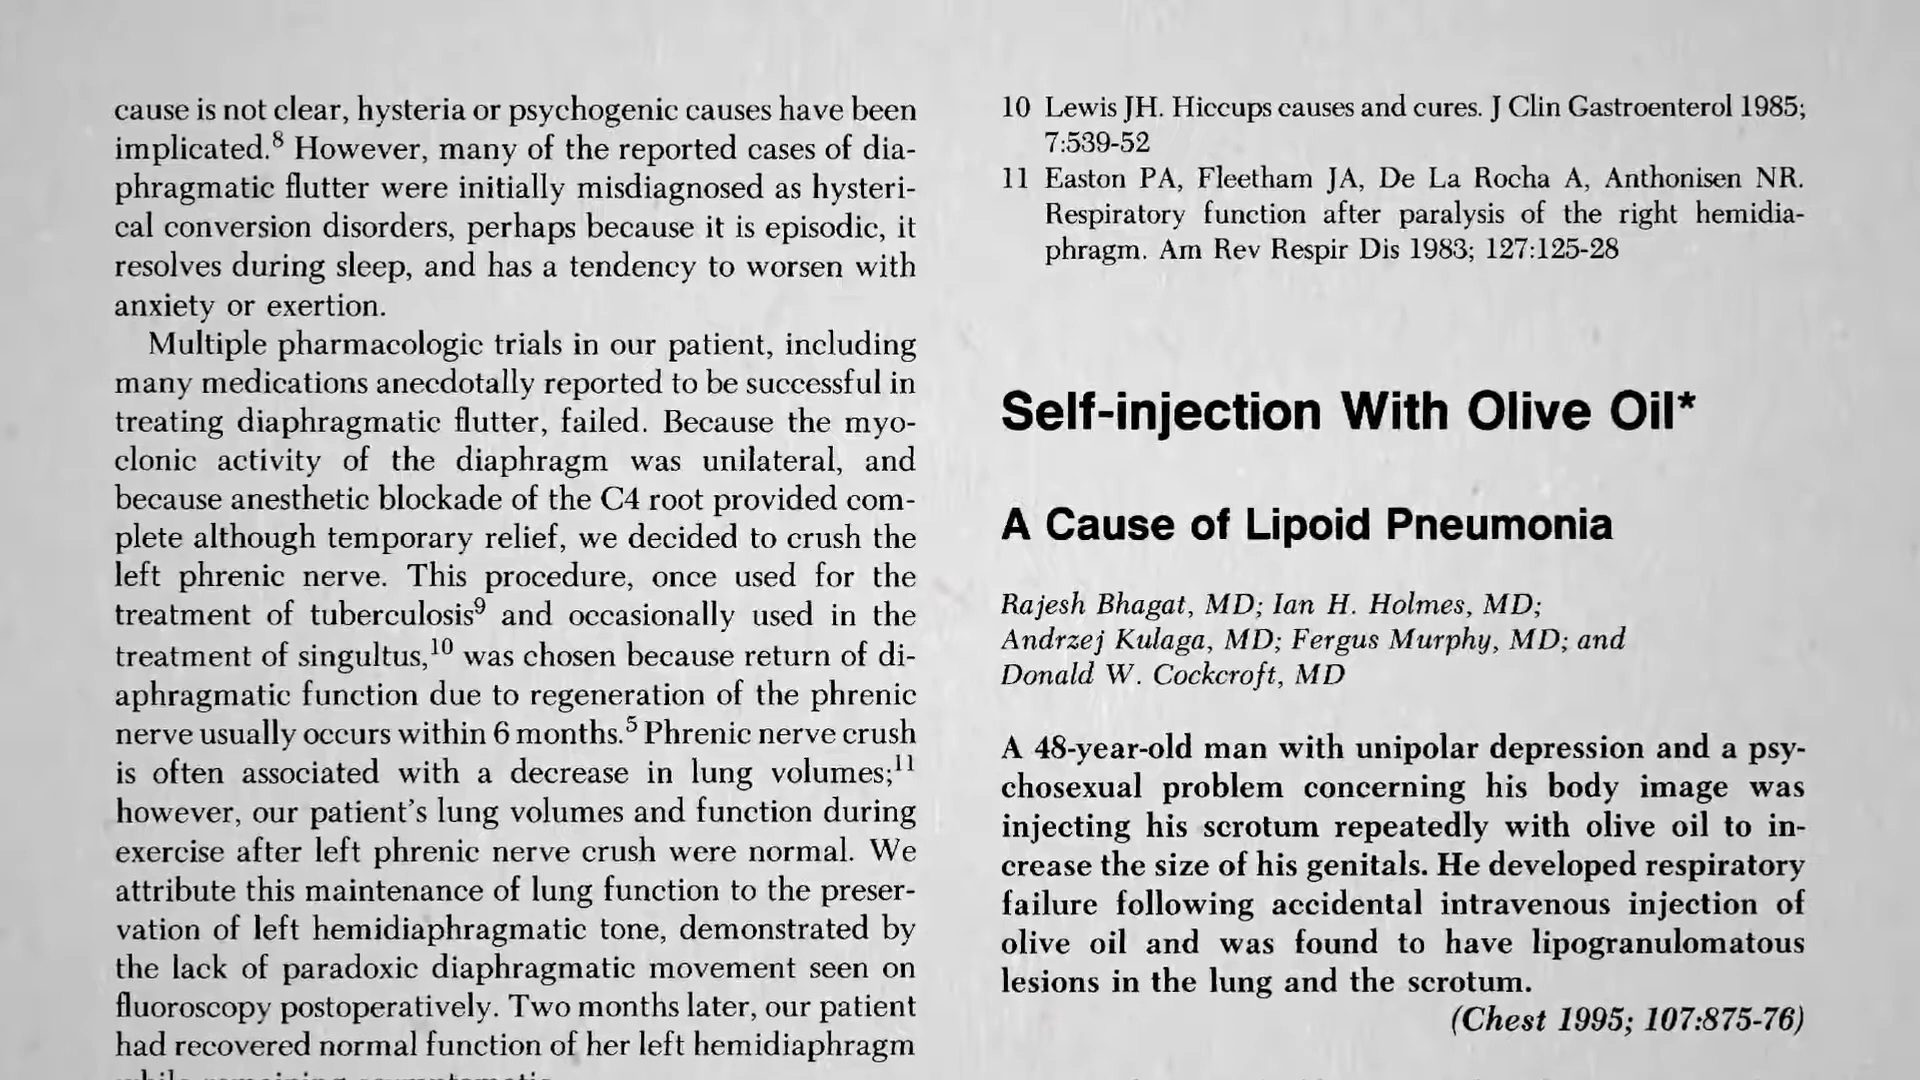 cause is not clear, hysteria or psychogenic causes have been
implicated.8 However, many of the reported cases of dia-
phragmatic flutter were initially misdiagnosed as hysteri-
cal conversion disorders, perhaps because it is episodic, it
resolves during sleep, and has a tendency to worsen with
anxiety or exertion.
Multiple pharmacologic trials in our patient, including
many medications anecdotally reported to be successful in
treating diaphragmatic flutter, failed. Because the myo-
clonic activity of the diaphragm was unilateral, and
because anesthetic blockade of the C4 root provided com-
plete although temporary relief, we decided to crush the
left phrenic nerve. This procedure, once used for the
treatment of tuberculosis9 and occasionally used in the
treatment of singultus,10 was chosen because return of di-
aphragmatic function due to regeneration of the phrenic
nerve usually occurs within 6 months.5 Phrenic nerve crush
is often associated with a decrease in lung volumes;11
however, our patient's lung volumes and function during
exercise after left phrenic nerve crush were normal. We
attribute this maintenance of lung function to the preser-
vation of left hemidiaphragmatic tone, demonstrated by
the lack of paradoxic diaphragmatic movement seen on
fluoroscopy postoperatively. Two months later, our patient
had recovered normal function of her left hemidiaphragm
10 Lewis JH. Hiccups causes and cures. J Clin Gastroenterol 1985;
7:539-52
11 Easton PA, Fleetham JA, De La Rocha A, Anthonisen NR.
Respiratory function after paralysis of the right hemidia-
phragm. Am Rev Respir Dis 1983; 127:125-28
Self-injection With Olive Oil*
A Cause of Lipoid Pneumonia
Rajesh Bhagat, MD; Ian H. Holmes, MD;
Andrzej Kulaga, MD; Fergus Murphy, MD; and
Donald W. Cockcroft, MD
A 48-year-old man with unipolar depression and a psy-
chosexual problem concerning his body image was
injecting his scrotum repeatedly with olive oil to in-
crease the size of his genitals. He developed respiratory
failure following accidental intravenous injection of
olive oil and was found to have lipogranulomatous
lesions in the lung and the scrotum.
(Chest 1995; 107:875-76)